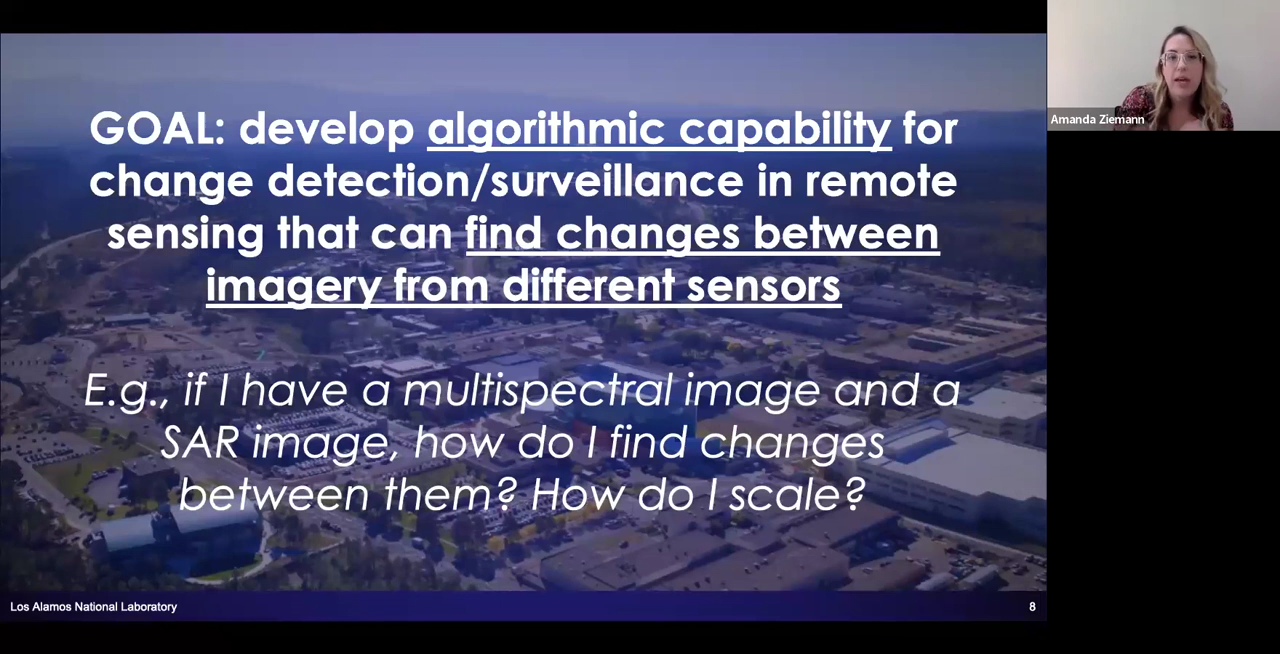 GOAL: develop algorithmic capability for
change detection/surveillance in remote
sensing that can find changes between
imagery from different sensors
E.g., if I have a multispectral image and a
SAR image, how do I find changes
between them? How do I scale?
Los Alamos National Laboratory
8
Amanda Ziemann